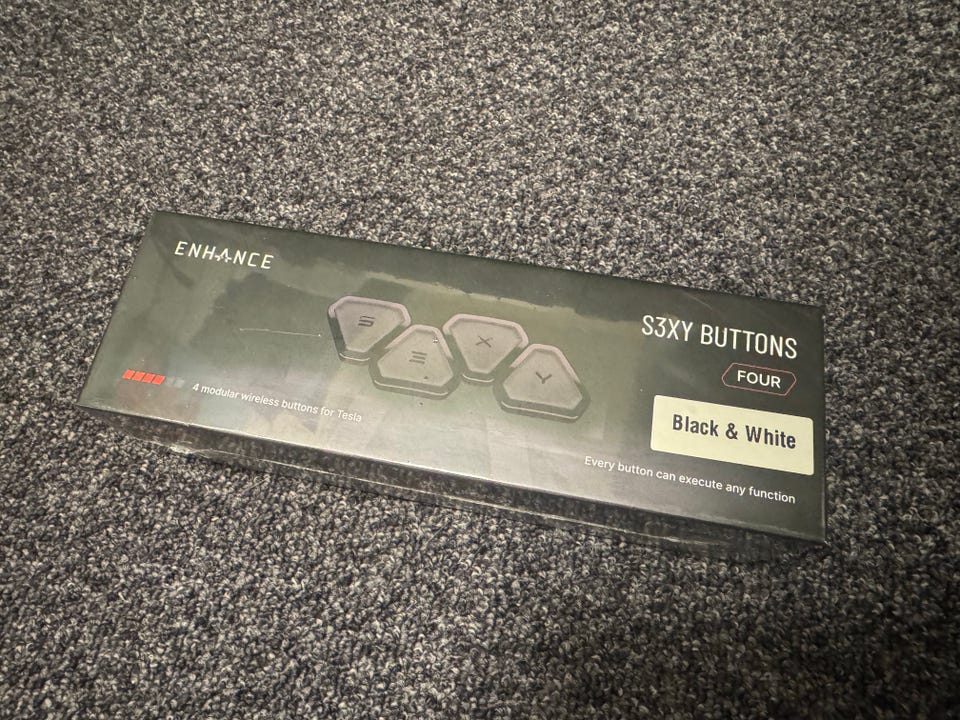 ENHANCE
S3XY BUTTONS
FOUR
Black & White
S
Ξ
X
Y
4 modular wireless buttons for Tesla
Every button can execute any function